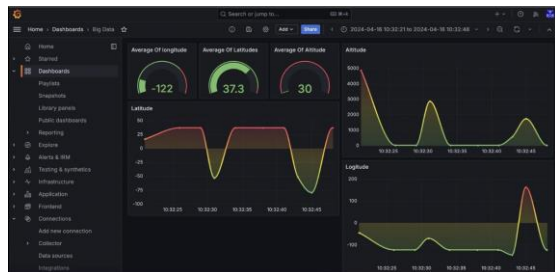 Search or jump to...
Home > Dashboards > Big Data
Add
Share
2024-04-18 10:32:21 to 2024-04-18 10:32:48
Home
Starred
Dashboards
Playlists
Snapshots
Library panels
Public dashboards
Reporting
Explore
Alerts & IRM
Testing & synthetics
Infrastructure
Application
Frontend
Connections
Add new connection
Collector
Data sources
Integrations
Average Of longitude
-122
Average Of Latitudes
37.3
Average Of Altitude
30
Latitude
50
25
0
-25
-50
-75
-100
10:32:25 10:32:30 10:32:35 10:32:40 10:32:45
Altitude
5000
4000
3000
2000
1000
0
10:32:25 10:32:30 10:32:35 10:32:40 10:32:45
Logitude
200
100
0
-100
10:32:25 10:32:30 10:32:35 10:32:40 10:32:45